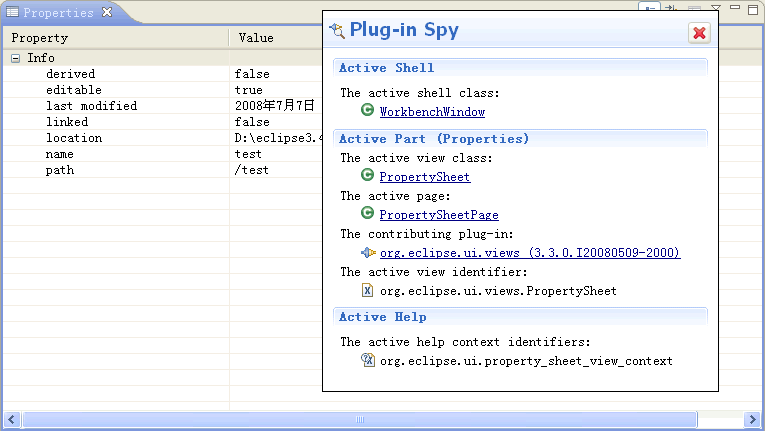 Properties
Property Value
Info
derived false
editable true
last modified 2008年7月7日
linked false
location D:\eclipse3.4
name test
path /test
Plug-in Spy
Active Shell
The active shell class:
WorkbenchWindow
Active Part (Properties)
The active view class:
PropertySheet
The active page:
PropertySheetPage
The contributing plug-in:
org.eclipse.ui.views (3.3.0.I20080509-2000)
The active view identifier:
org.eclipse.ui.views.PropertySheet
Active Help
The active help context identifiers:
org.eclipse.ui.property_sheet_view_context